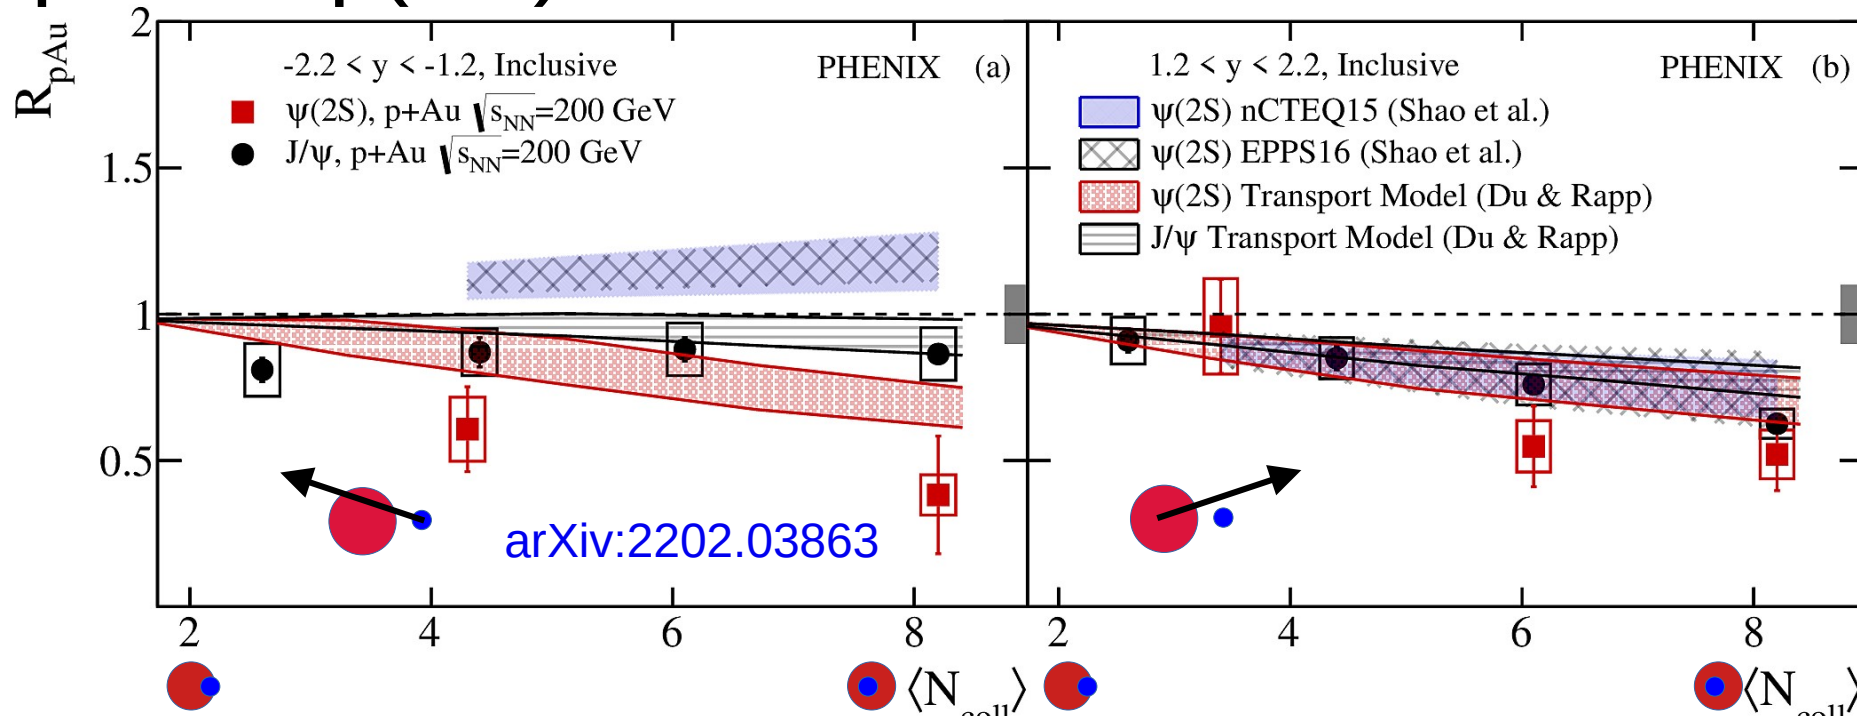 2
1.5
1
0.5
R_pAu
-2.2 < y < -1.2, Inclusive
PHENIX (a)
ψ(2S), p+Au √s_NN=200 GeV
J/ψ, p+Au √s_NN=200 GeV
arXiv:2202.03863
2 4 6 8
⟨N_coll⟩
1.2 < y < 2.2, Inclusive
PHENIX (b)
ψ(2S) nCTEQ15 (Shao et al.)
ψ(2S) EPPS16 (Shao et al.)
ψ(2S) Transport Model (Du & Rapp)
J/ψ Transport Model (Du & Rapp)
2 4 6 8
⟨N_coll⟩